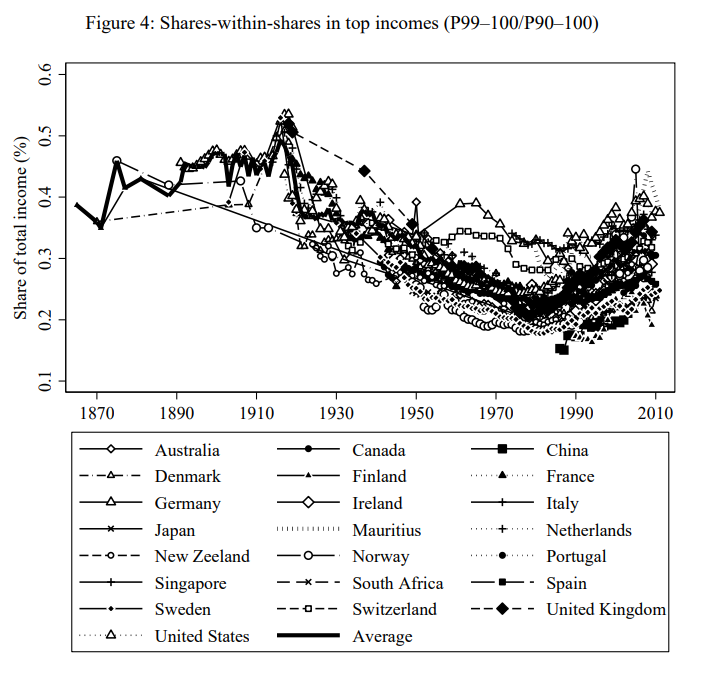 Figure 4: Shares-within-shares in top incomes (P99–100/P90–100)
Share of total income (%)
0.6
0.5
0.4
0.3
0.2
0.1
1870 1890 1910 1930 1950 1970 1990 2010
Australia Canada China
Denmark Finland France
Germany Ireland Italy
Japan Mauritius Netherlands
New Zeeland Norway Portugal
Singapore South Africa Spain
Sweden Switzerland United Kingdom
United States Average